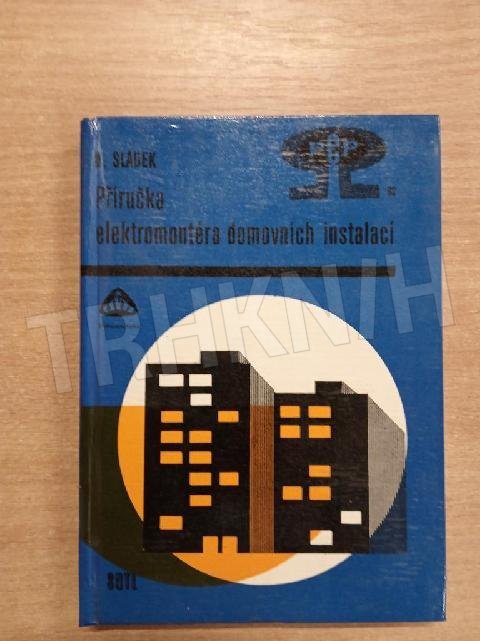 SLÁDEK
Příručka
elektromontéra domovních instalací
TRHKNIH
SNTL